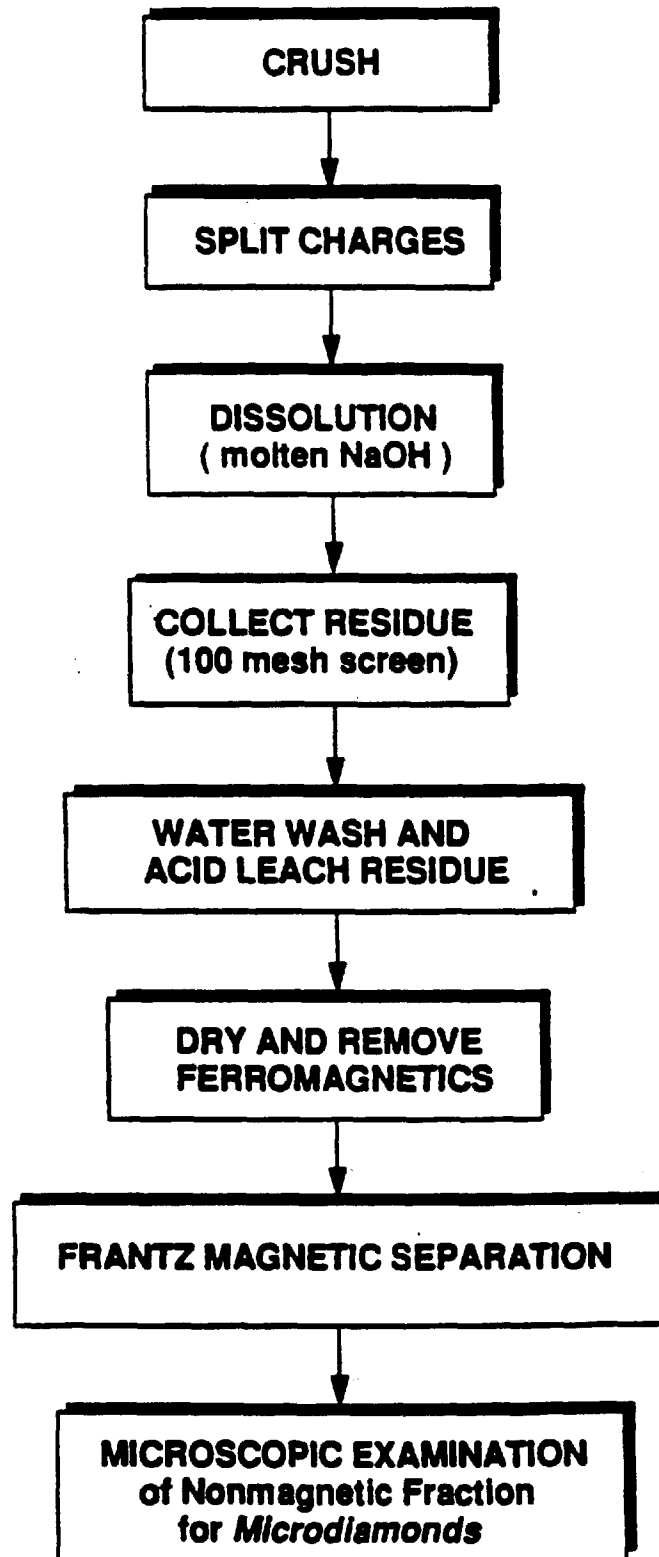 CRUSH
SPLIT CHARGES
DISSOLUTION
( molten NaOH )
COLLECT RESIDUE
(100 mesh screen)
WATER WASH AND
ACID LEACH RESIDUE
DRY AND REMOVE
FERROMAGNETICS
FRANTZ MAGNETIC SEPARATION
MICROSCOPIC EXAMINATION
of Nonmagnetic Fraction
for Microdiamonds